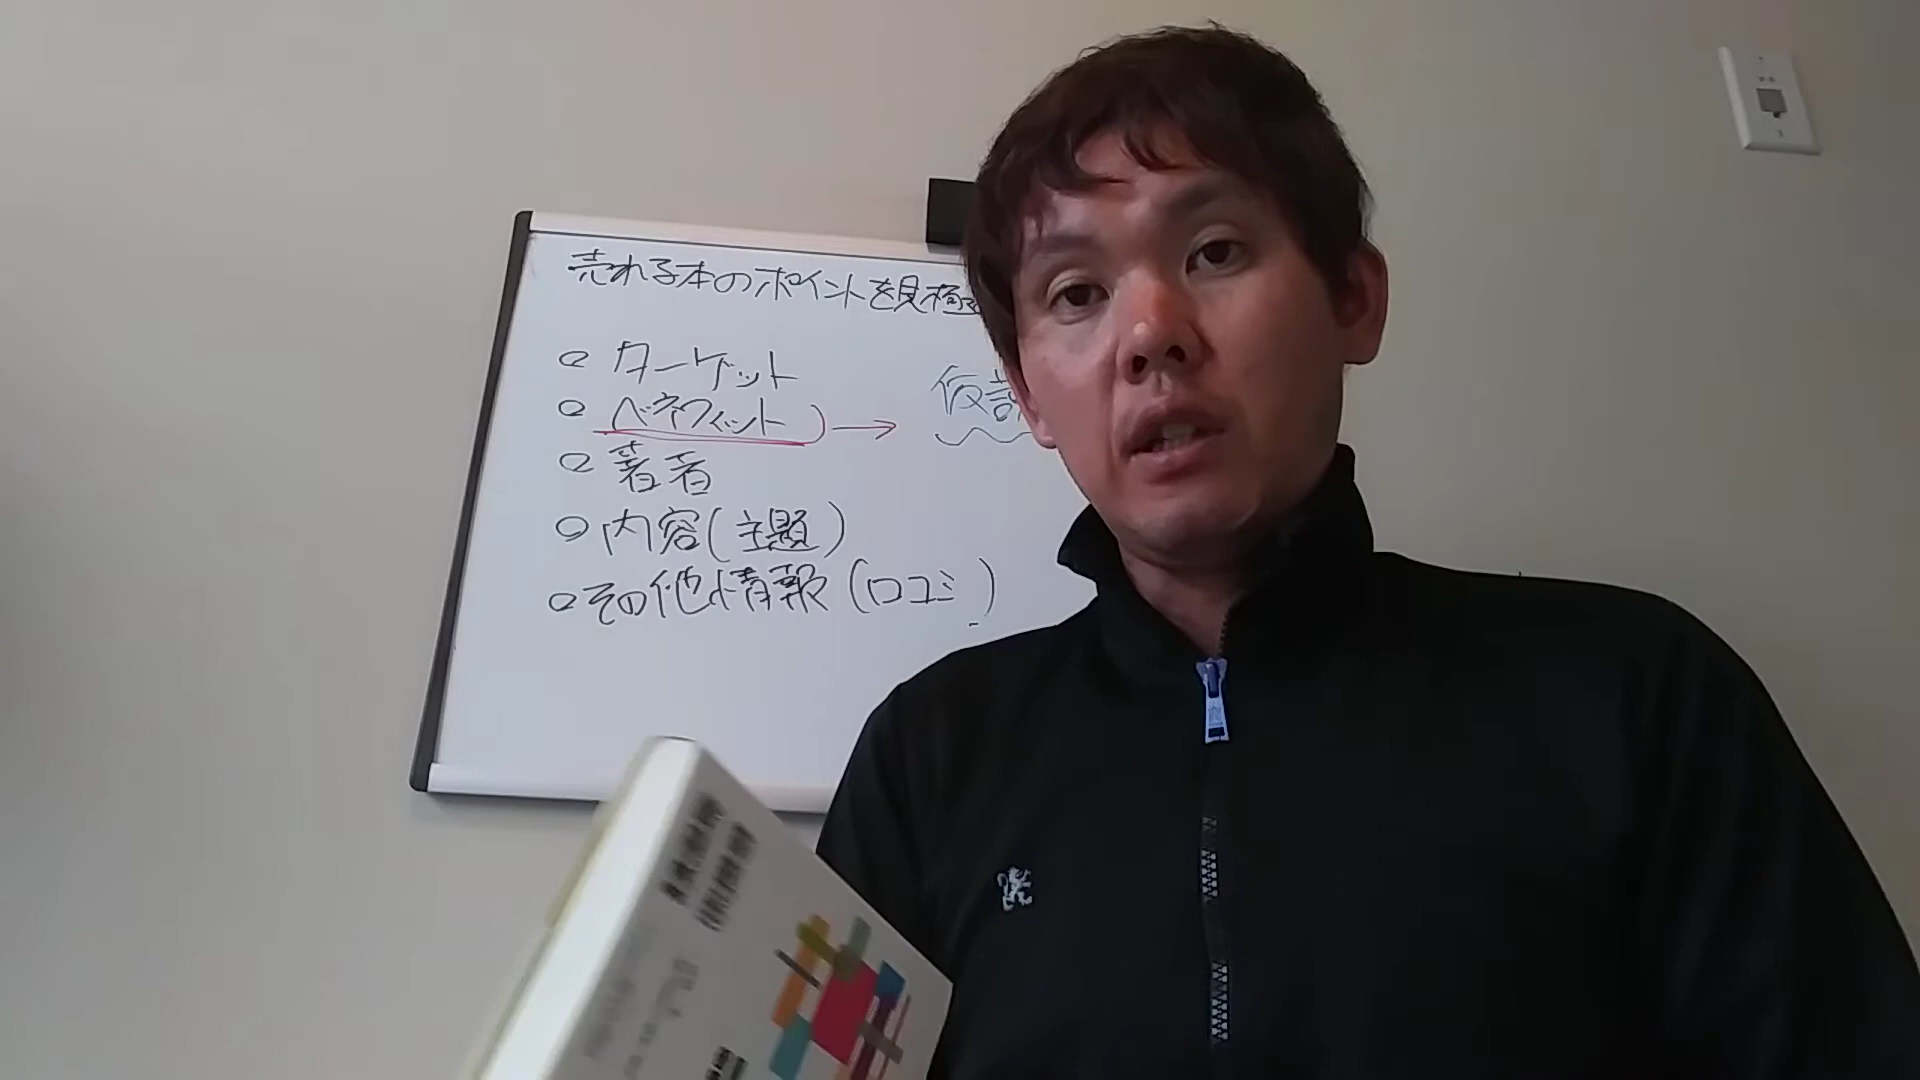 売れる本のポイントを見極
ターゲット
ベネフィット → 仮説
著者
内容(主題)
その他情報(口コミ)